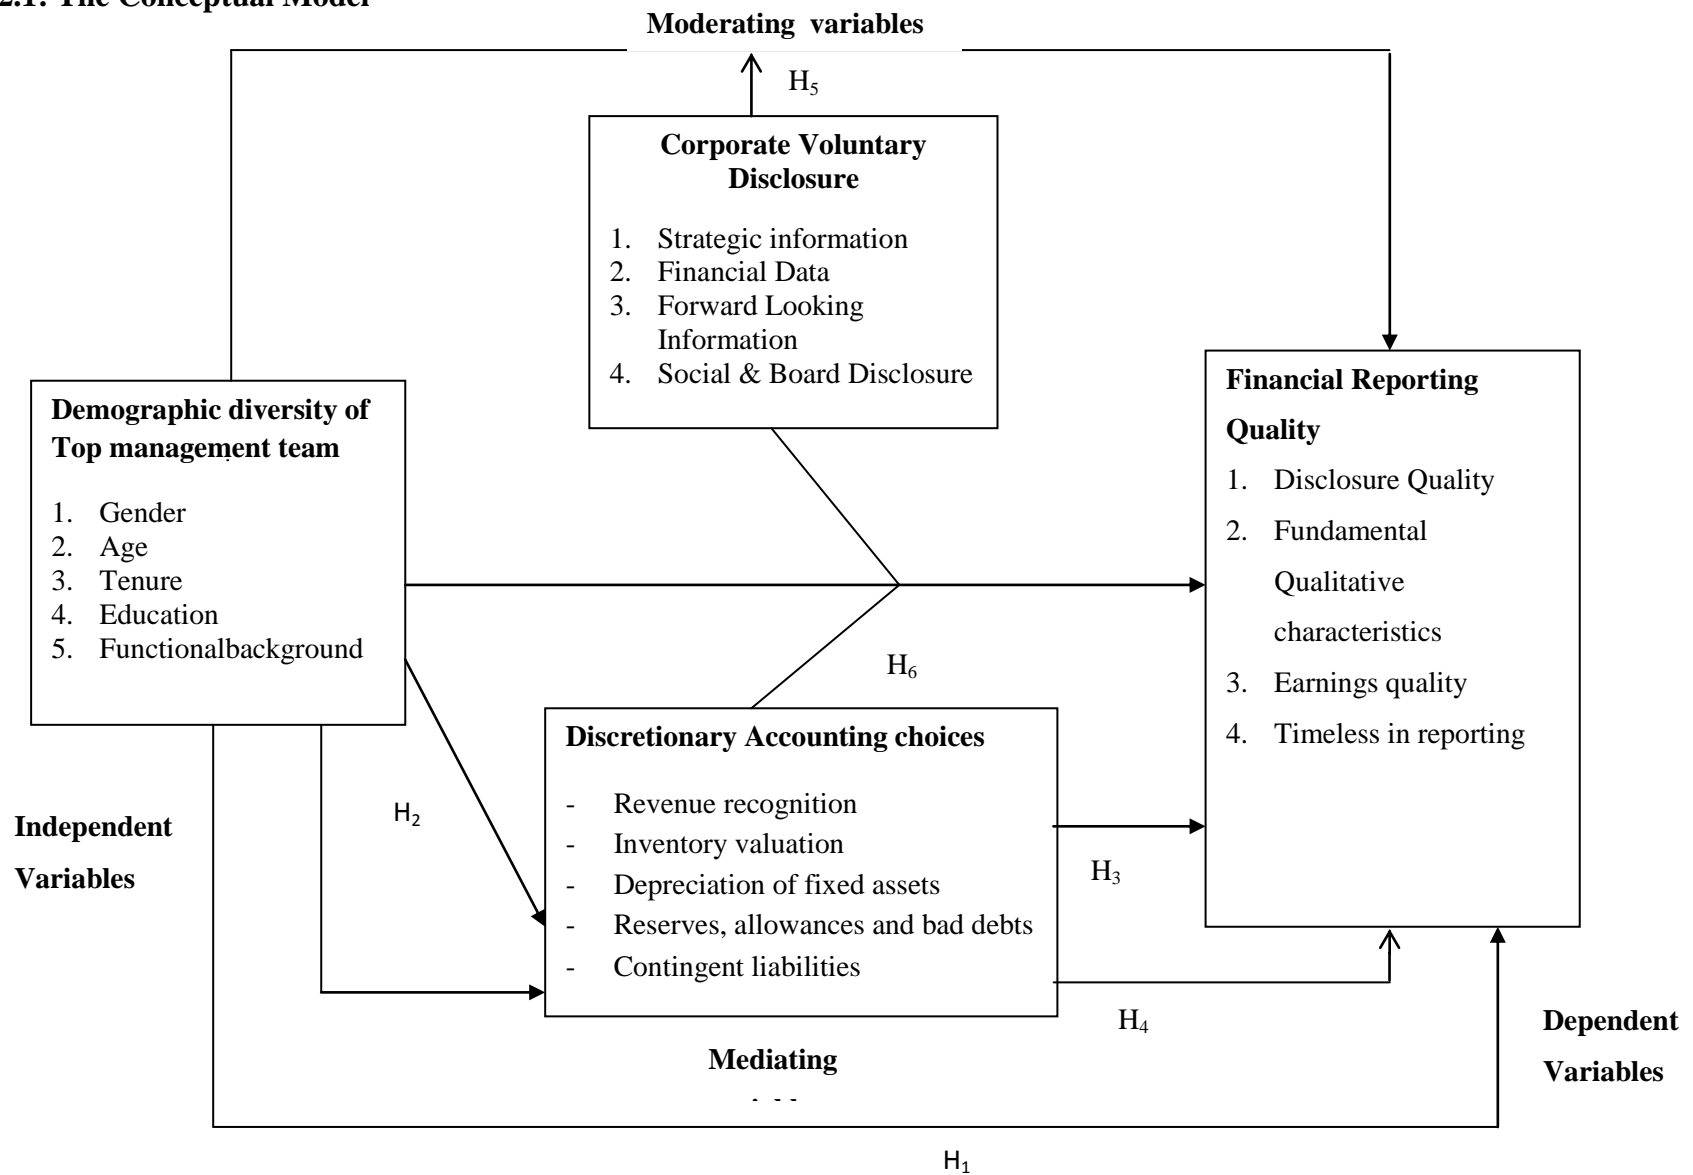 2.1: The Conceptual Model
Moderating variables
H5
Corporate Voluntary
Disclosure
1. Strategic information
2. Financial Data
3. Forward Looking
Information
4. Social & Board Disclosure
Demographic diversity of
Top management team
1. Gender
2. Age
3. Tenure
4. Education
5. Functionalbackground
Financial Reporting
Quality
1. Disclosure Quality
2. Fundamental
Qualitative
characteristics
3. Earnings quality
4. Timeless in reporting
H6
Discretionary Accounting choices
- Revenue recognition
- Inventory valuation
- Depreciation of fixed assets
- Reserves, allowances and bad debts
- Contingent liabilities
H2
Independent
Variables
H3
H4
Mediating
Dependent
Variables
H1